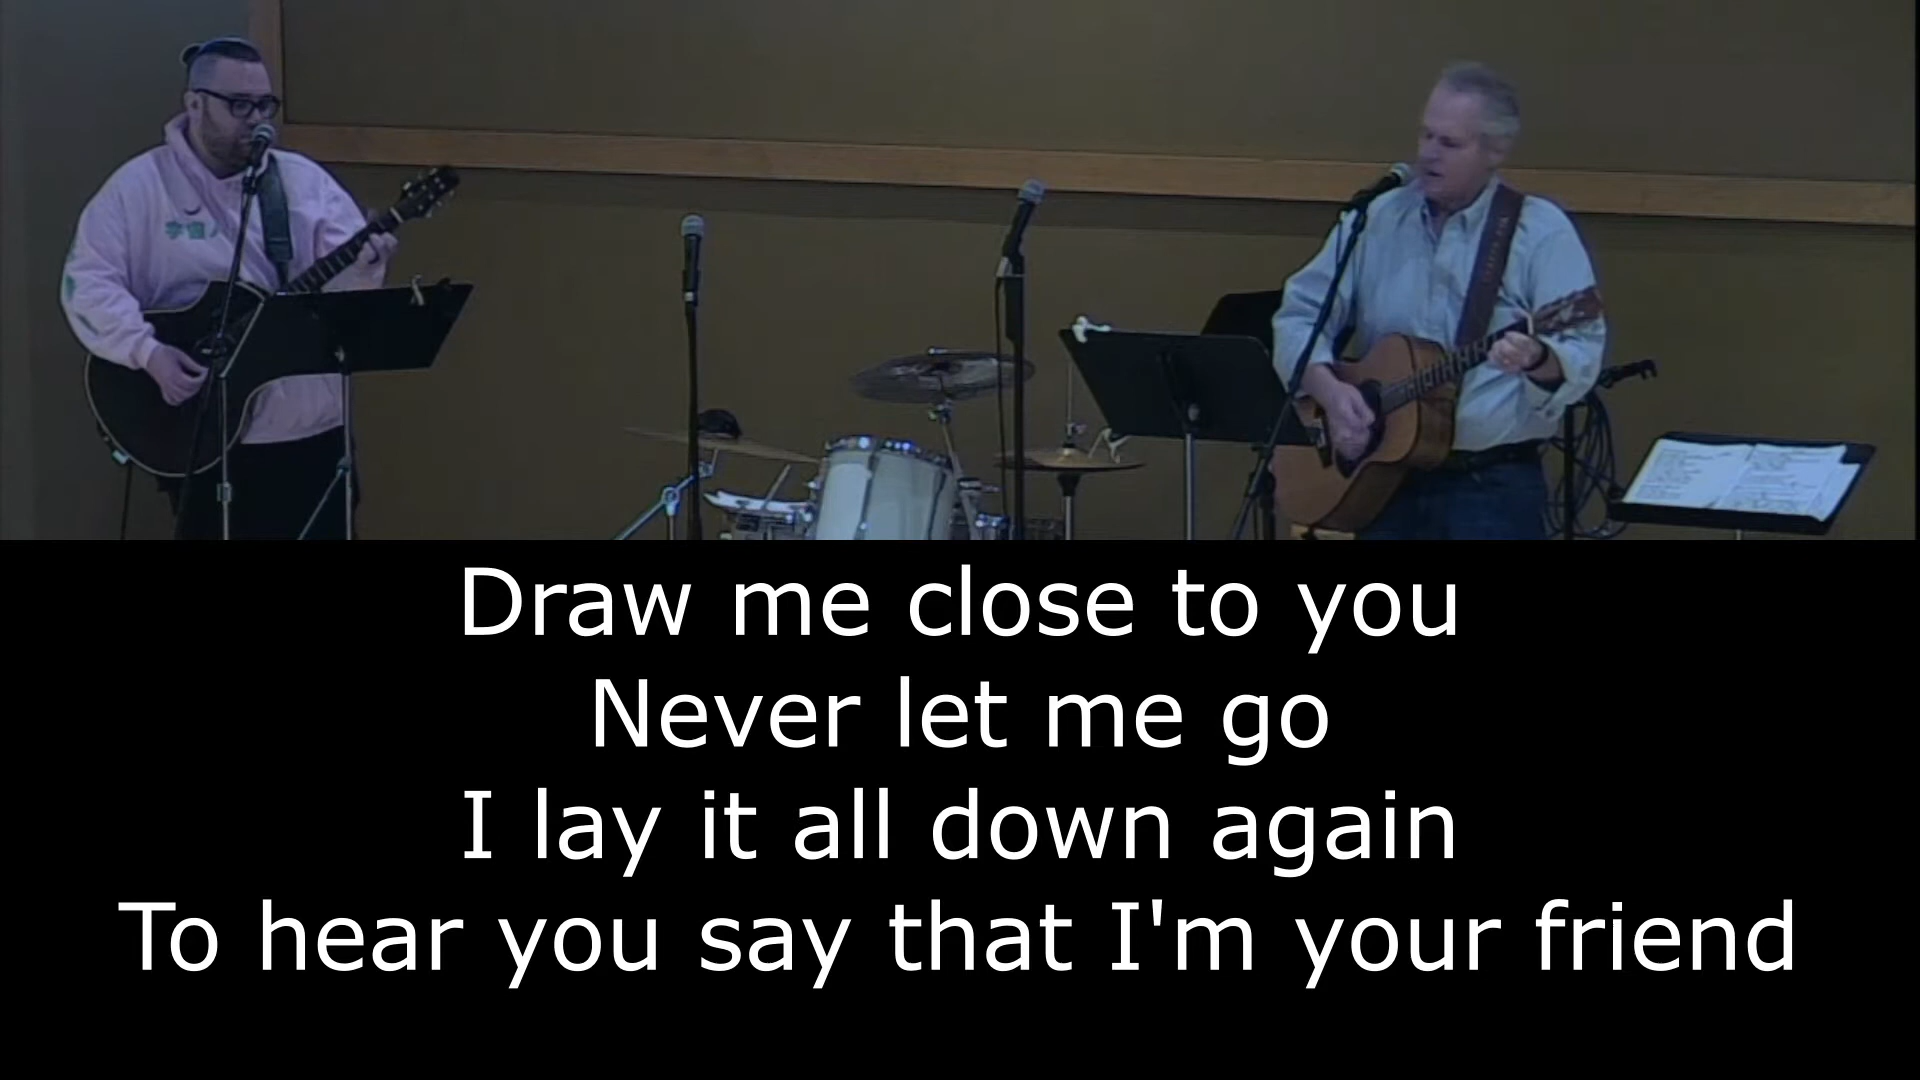 Draw me close to you
Never let me go
I lay it all down again
To hear you say that I'm your friend